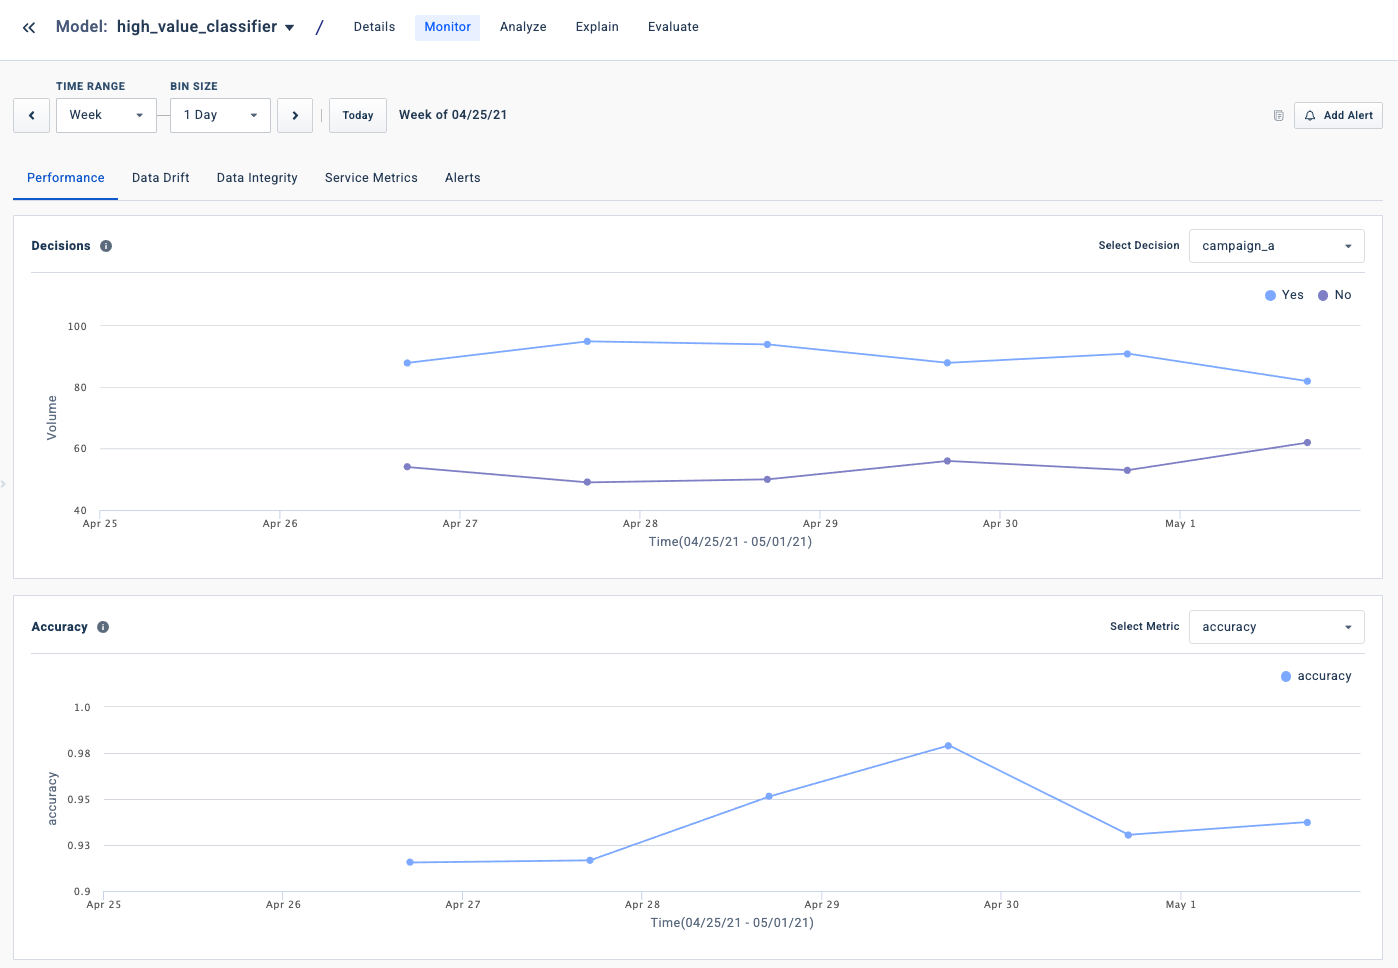 Model: high_value_classifier / Details Monitor Analyze Explain Evaluate
TIME RANGE BIN SIZE
Week 1 Day Today Week of 04/25/21 Add Alert
Performance Data Drift Data Integrity Service Metrics Alerts
Decisions Select Decision campaign_a
Yes No
100
80
60
40
Volume
Apr 25 Apr 26 Apr 27 Apr 28 Apr 29 Apr 30 May 1
Time(04/25/21 - 05/01/21)
Accuracy Select Metric accuracy
accuracy
1.0
0.98
0.95
0.93
0.9
accuracy
Apr 25 Apr 26 Apr 27 Apr 28 Apr 29 Apr 30 May 1
Time(04/25/21 - 05/01/21)